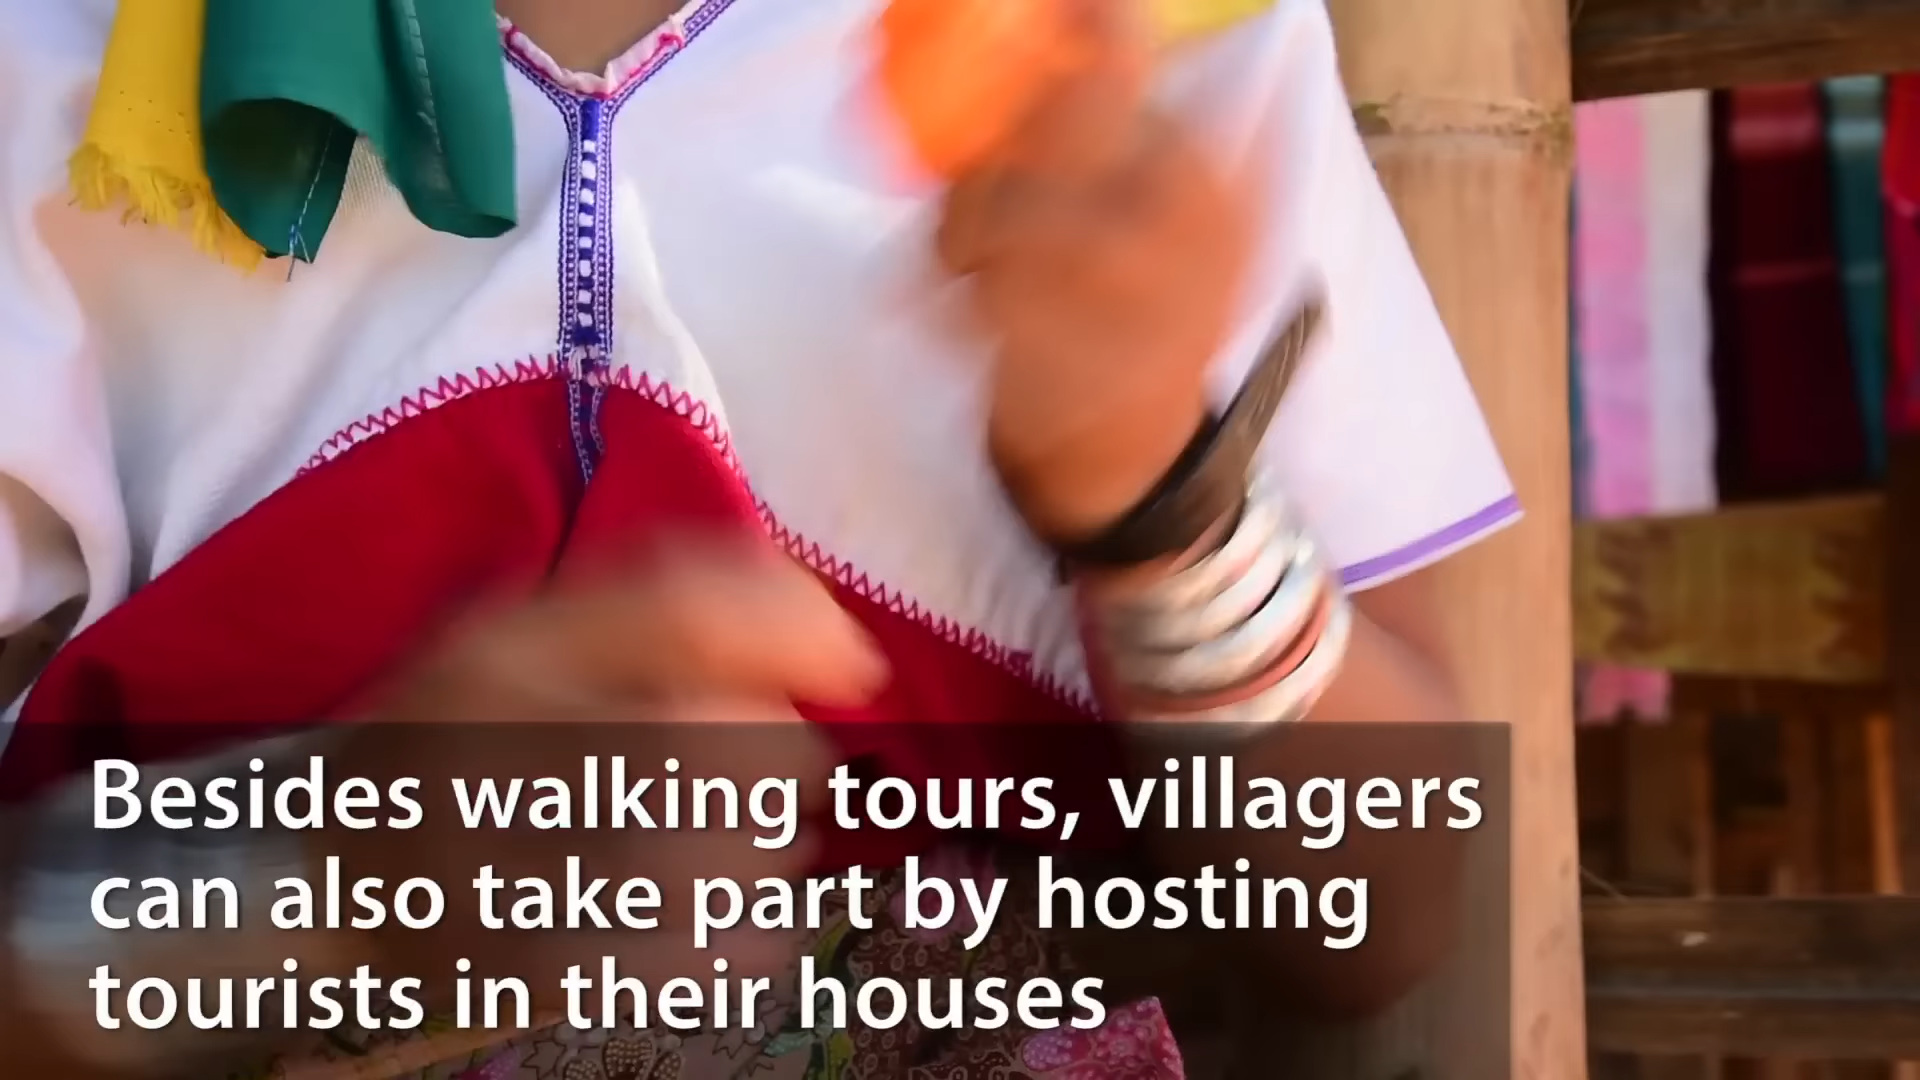 Besides walking tours, villagers
can also take part by hosting
tourists in their houses